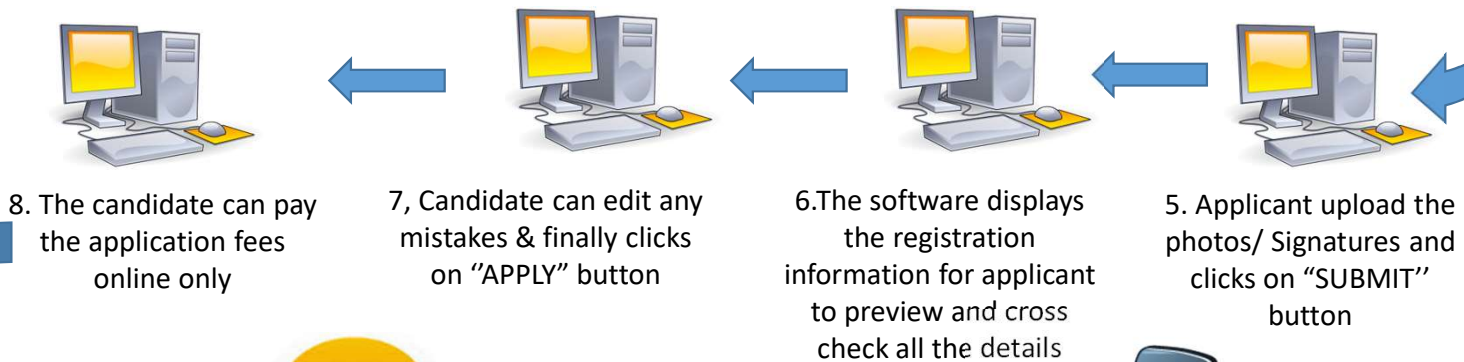 8. The candidate can pay
the application fees
online only
7, Candidate can edit any
mistakes & finally clicks
on ‘’APPLY” button
6.The software displays
the registration
information for applicant
to preview and cross
check all the details
5. Applicant upload the
photos/ Signatures and
clicks on “SUBMIT’’
button